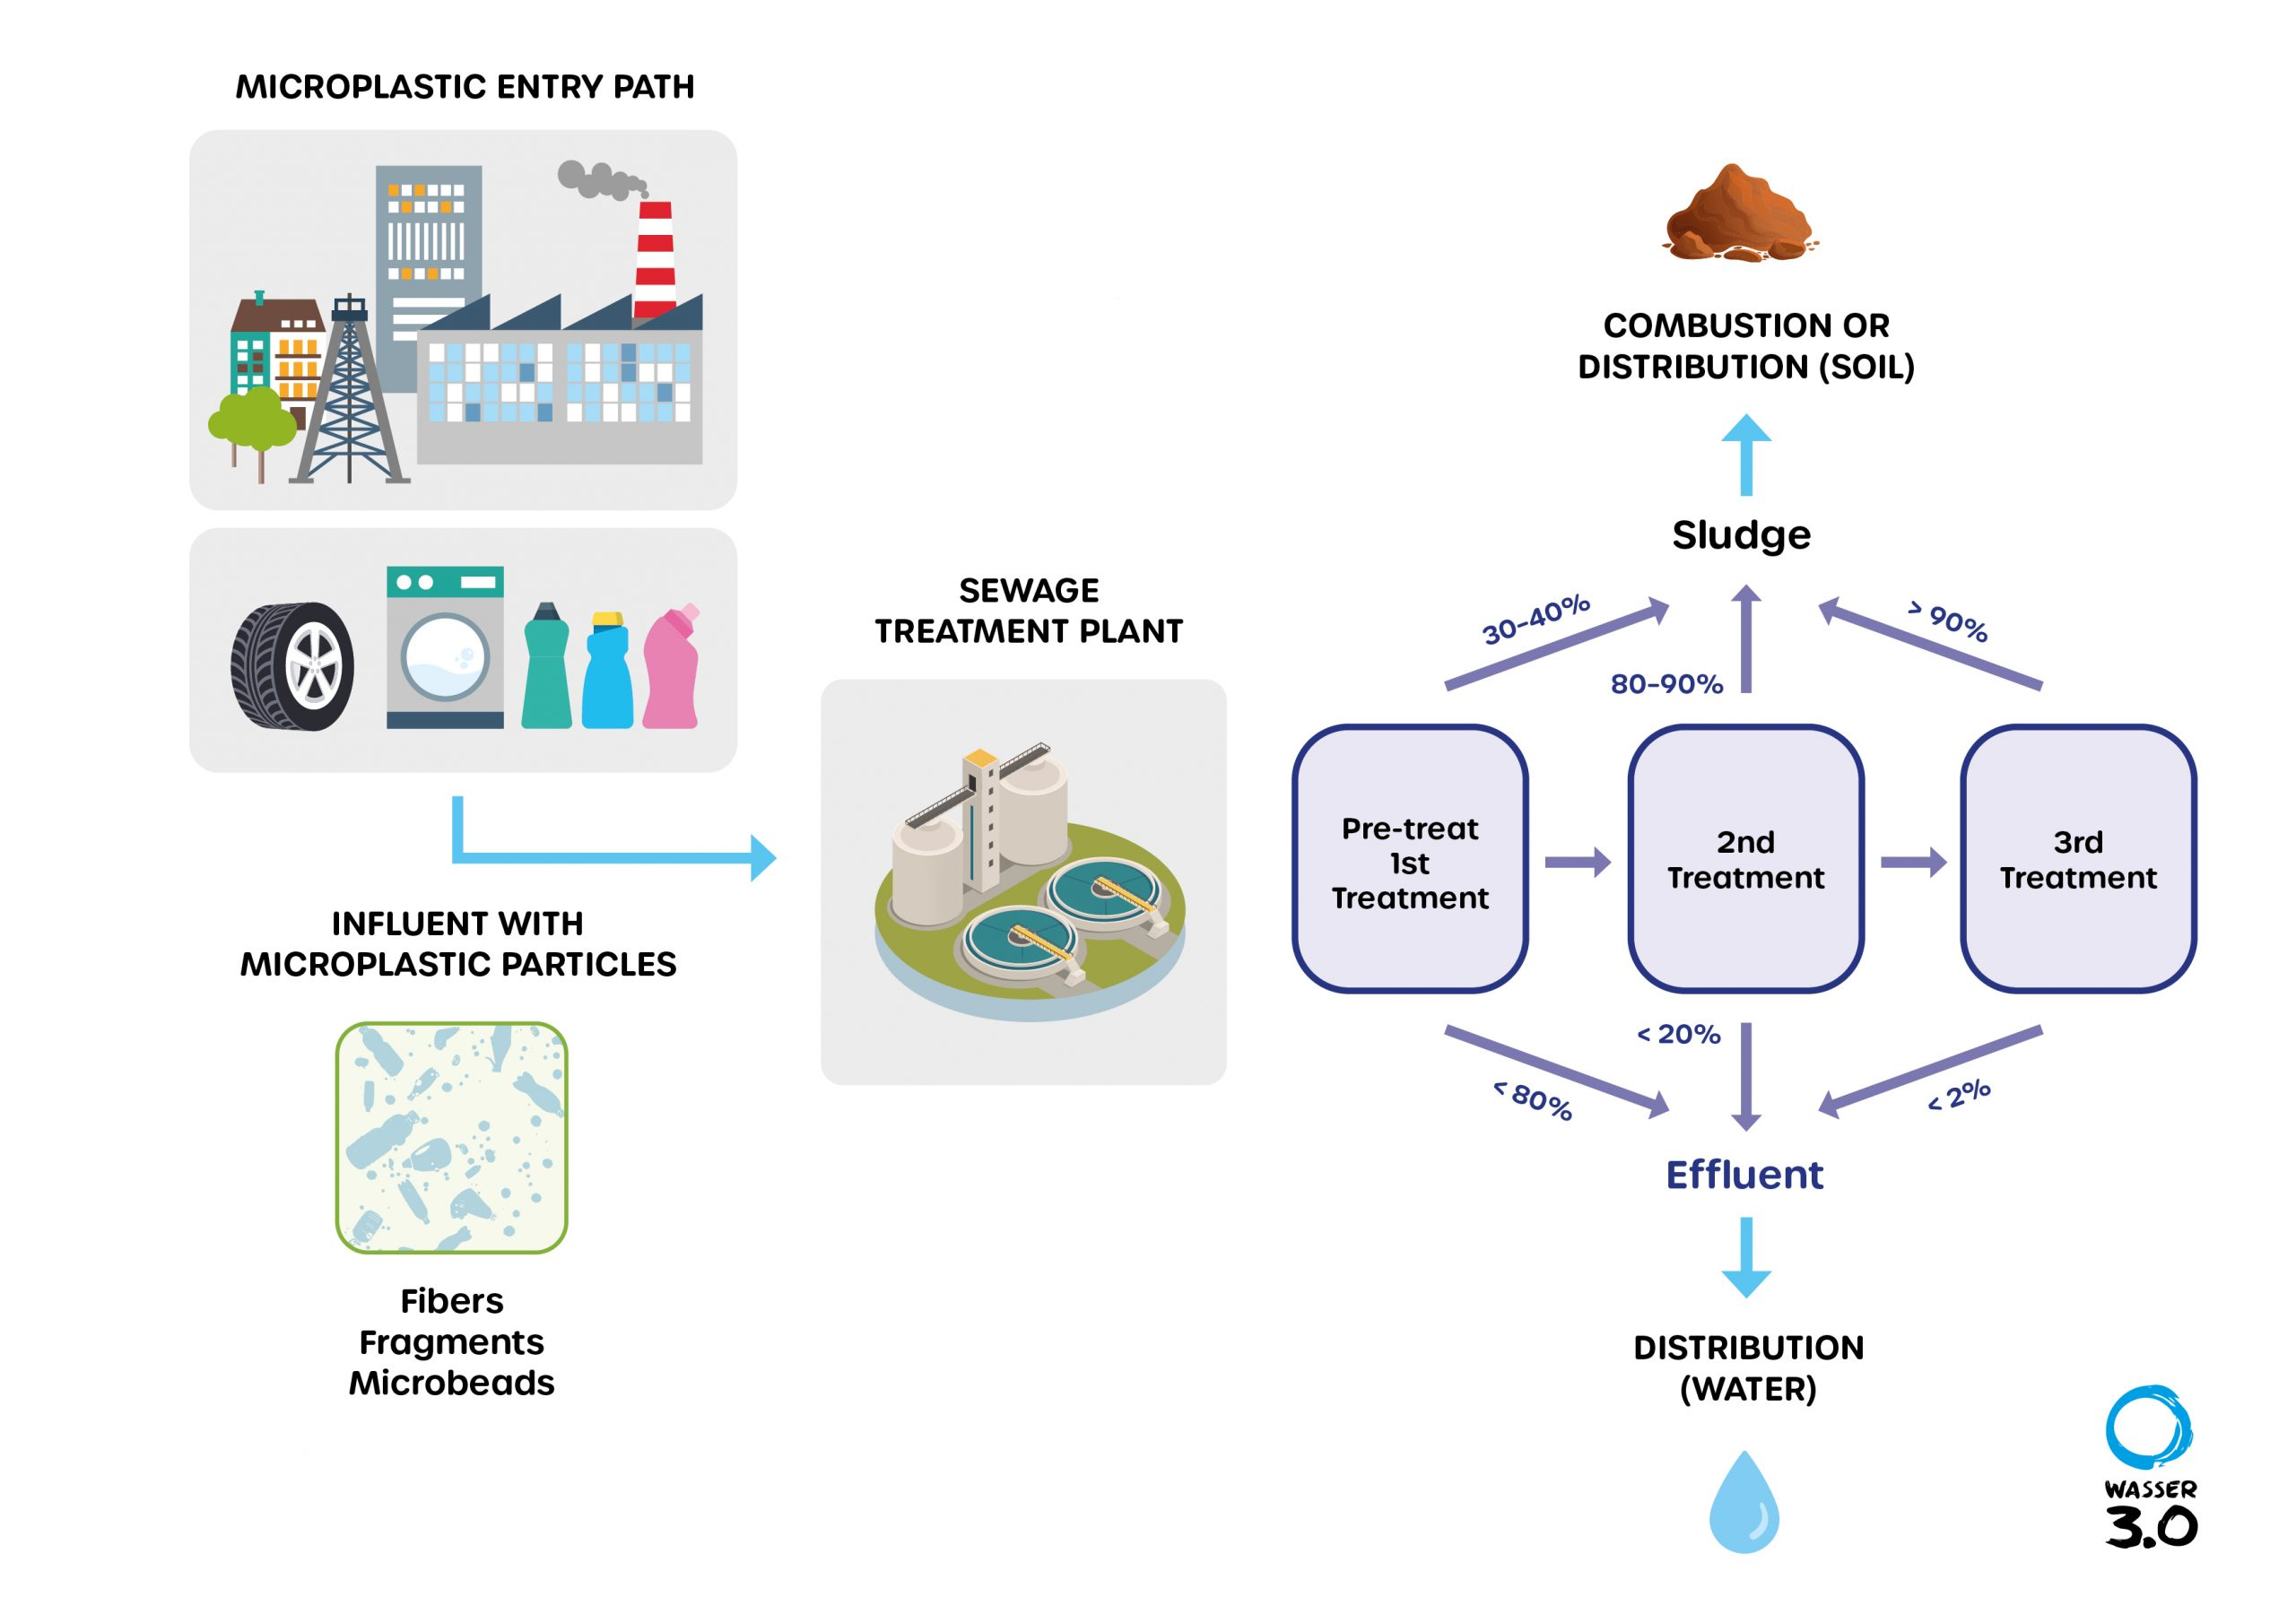 MICROPLASTIC ENTRY PATH
INFLUENT WITH
MICROPLASTIC PARTICLES
Fibers
Fragments
Microbeads
SEWAGE
TREATMENT PLANT
COMBUSTION OR
DISTRIBUTION (SOIL)
Sludge
30-40%
80-90%
> 90%
Pre-treat
1st
Treatment
2nd
Treatment
3rd
Treatment
< 80%
< 20%
< 2%
Effluent
DISTRIBUTION
(WATER)
WASSER
3.0